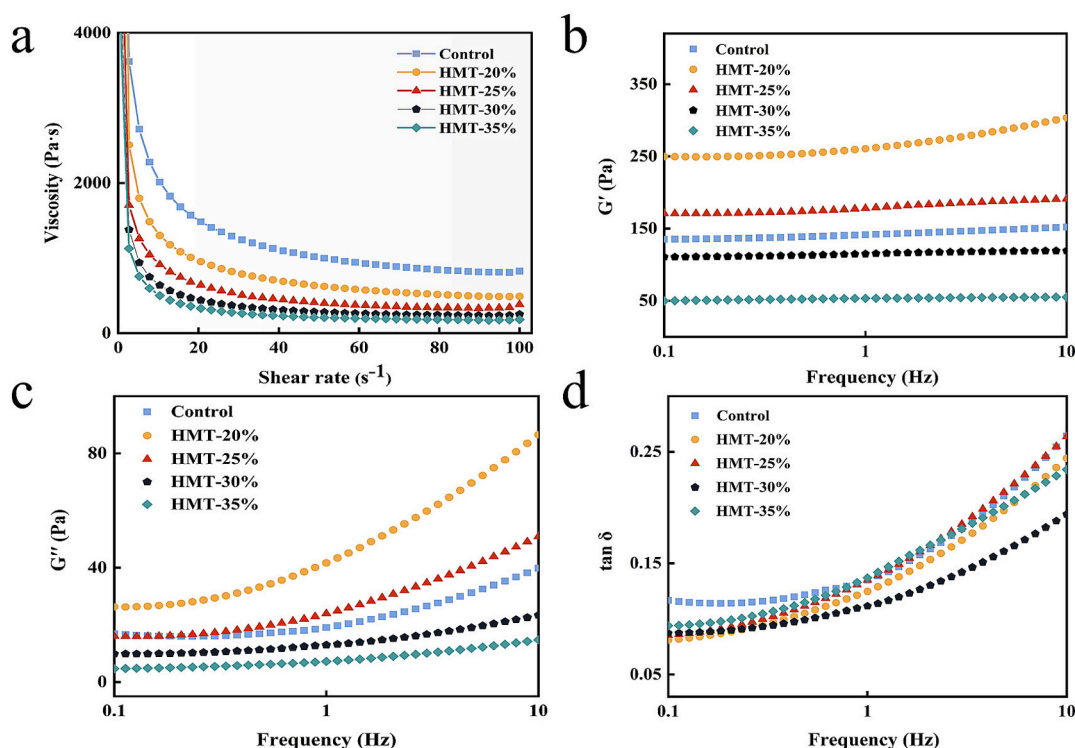 a
4000
2000
0
Viscosity (Pa·s)
Control
HMT-20%
HMT-25%
HMT-30%
HMT-35%
0 20 40 60 80 100
Shear rate (s⁻¹)
b
350
250
150
50
G′ (Pa)
Control
HMT-20%
HMT-25%
HMT-30%
HMT-35%
0.1 1 10
Frequency (Hz)
c
80
40
0
G″ (Pa)
Control
HMT-20%
HMT-25%
HMT-30%
HMT-35%
0.1 1 10
Frequency (Hz)
d
0.25
0.15
0.05
tan δ
Control
HMT-20%
HMT-25%
HMT-30%
HMT-35%
0.1 1 10
Frequency (Hz)